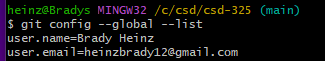 heinz@Bradys MINGW32 /c/csd/csd-325 (main)
$ git config --global --list
user.name=Brady Heinz
user.email=heinzbrady12@gmail.com